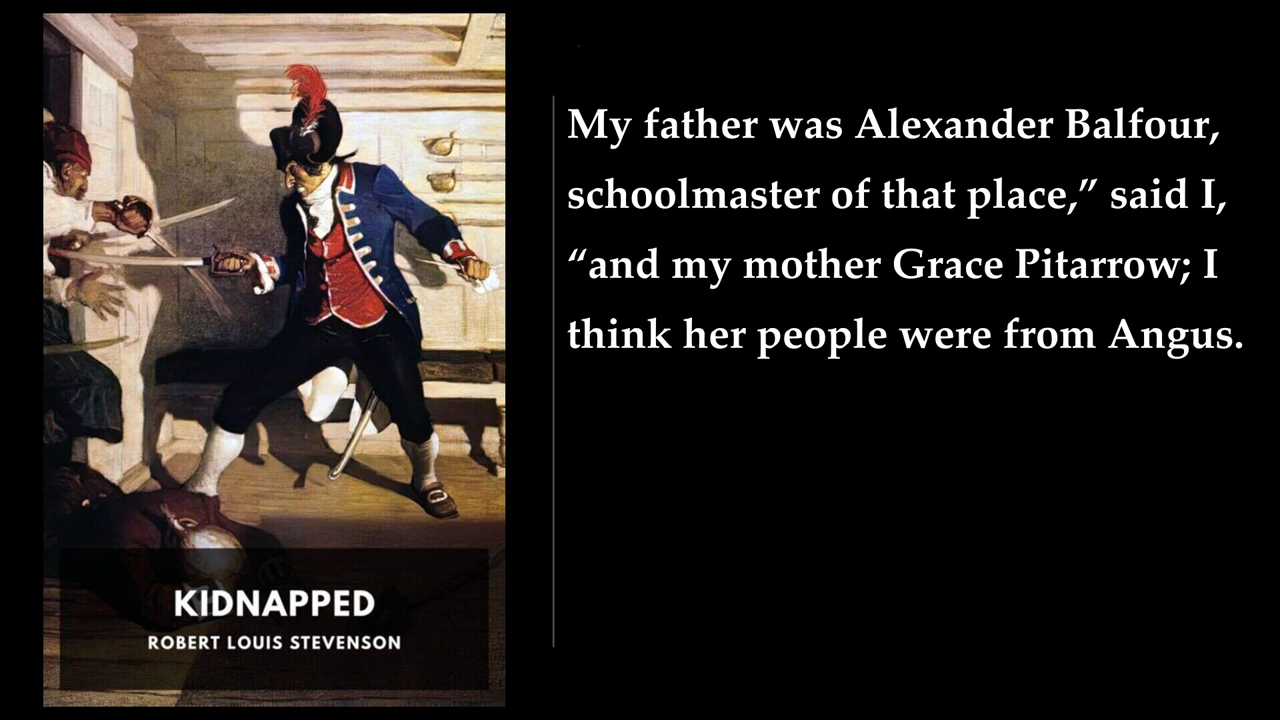 KIDNAPPED
ROBERT LOUIS STEVENSON
My father was Alexander Balfour,
schoolmaster of that place,” said I,
“and my mother Grace Pitarrow; I
think her people were from Angus.